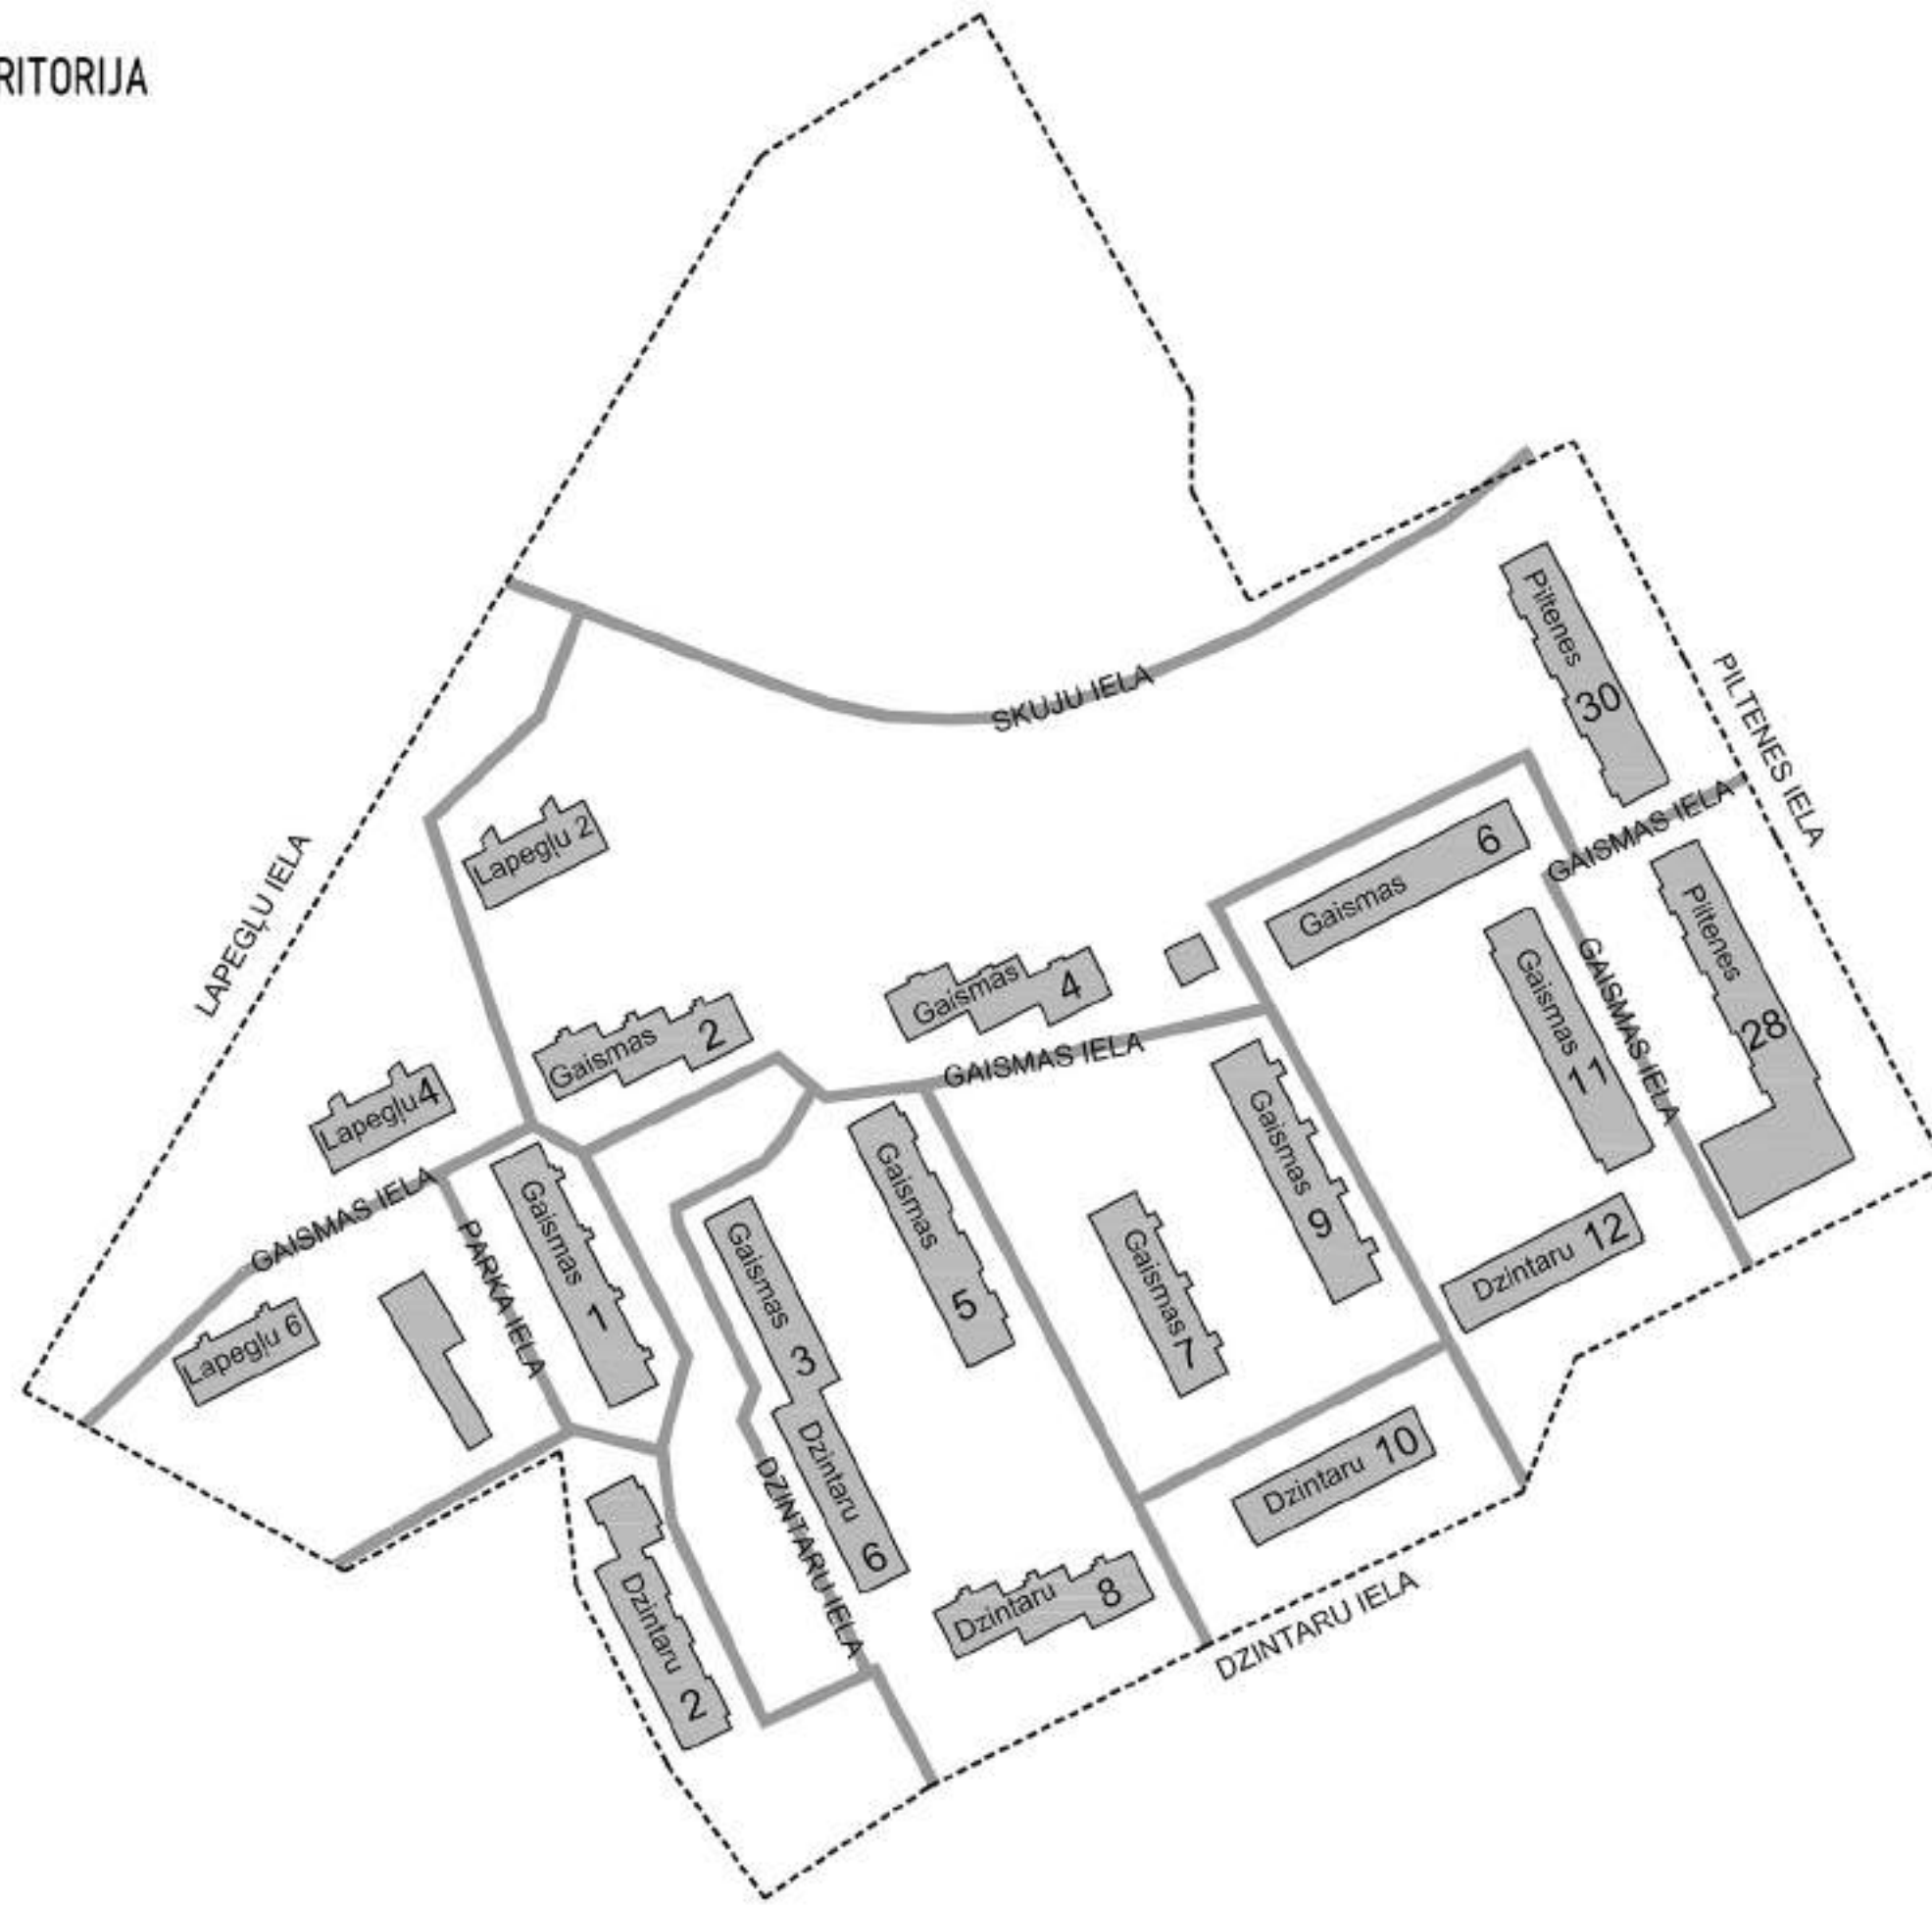 RITORIJA
Piltenes 30
PILTENES IELA
SKUJU IELA
GAISMAS IELA
Gaismas 6
Lapegļu 2
LAPEGĻU IELA
Piltenes 28
Gaismas 11
GAISMAS IELA
Gaismas 4
Gaismas 2
GAISMAS IELA
Lapegļu 4
Gaismas 9
Gaismas 5
Gaismas 1
GAISMAS IELA
PARKA IELA
Gaismas 3
Gaismas 7
Dzintaru 12
Lapegļu 6
Dzintaru 10
Dzintaru 6
DZINTARU IELA
Dzintaru 8
Dzintaru 2
DZINTARU IELA